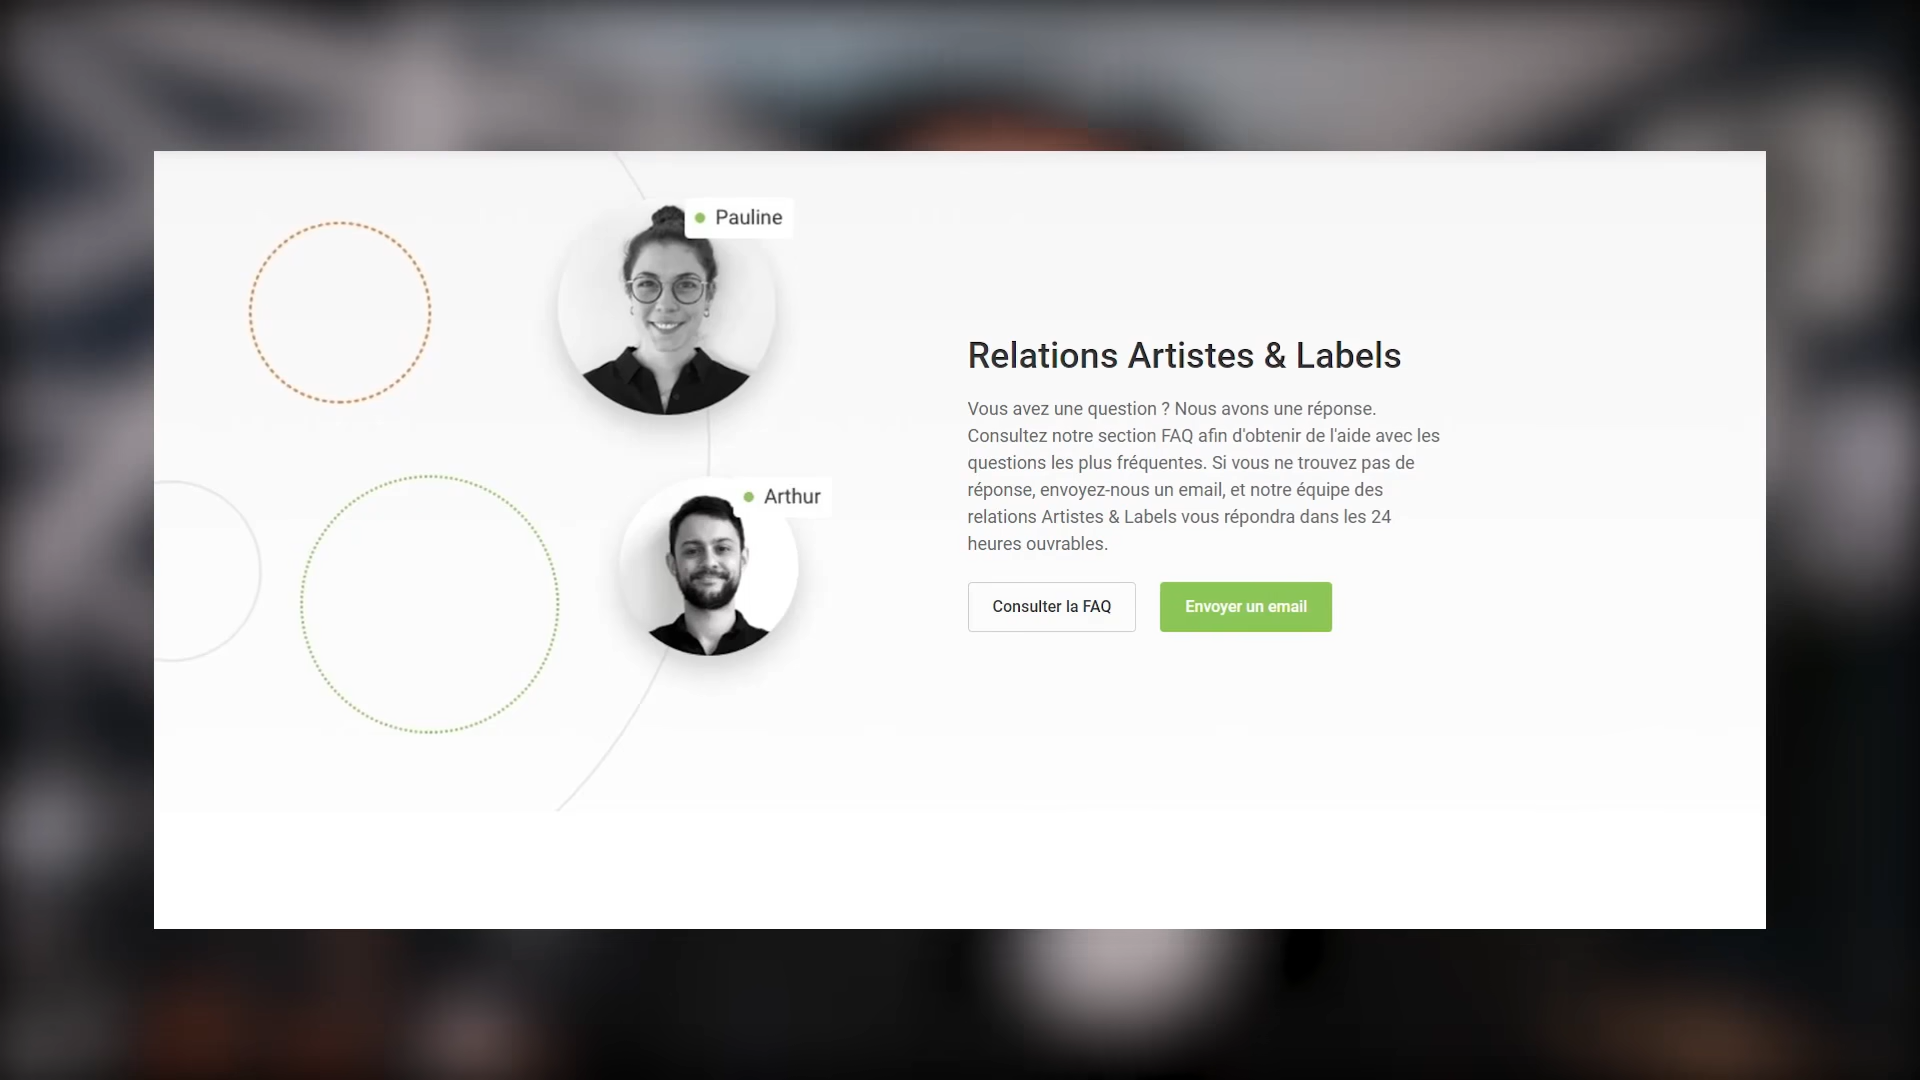 Pauline
Arthur
Relations Artistes & Labels
Vous avez une question ? Nous avons une réponse.
Consultez notre section FAQ afin d'obtenir de l'aide avec les
questions les plus fréquentes. Si vous ne trouvez pas de
réponse, envoyez-nous un email, et notre équipe des
relations Artistes & Labels vous répondra dans les 24
heures ouvrables.
Consulter la FAQ
Envoyer un email